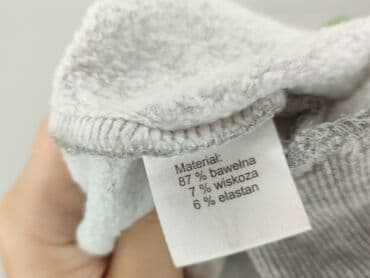 Materiał:
87 % bawełna
7 % wiskoza
6 % elastan